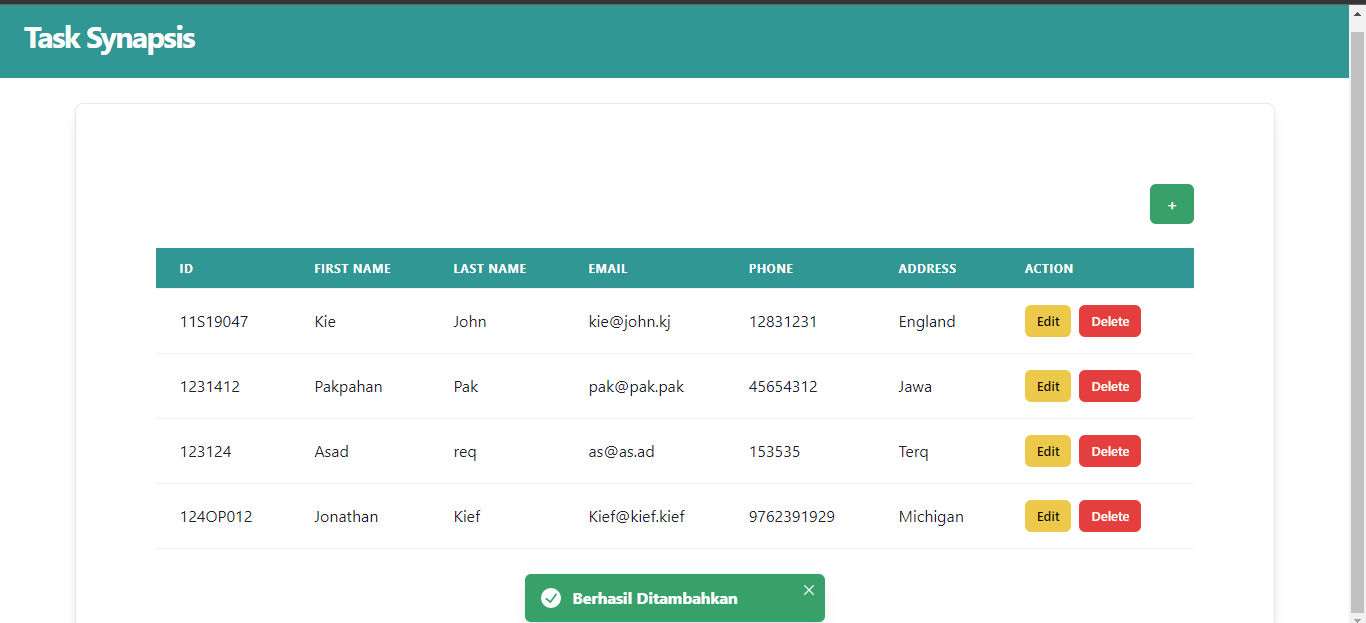 Task Synapsis
+
ID FIRST NAME LAST NAME EMAIL PHONE ADDRESS ACTION
11S19047 Kie John kie@john.kj 12831231 England Edit Delete
1231412 Pakpahan Pak pak@pak.pak 45654312 Jawa Edit Delete
123124 Asad req as@as.ad 153535 Terq Edit Delete
124OP012 Jonathan Kief Kief@kief.kief 9762391929 Michigan Edit Delete
Berhasil Ditambahkan